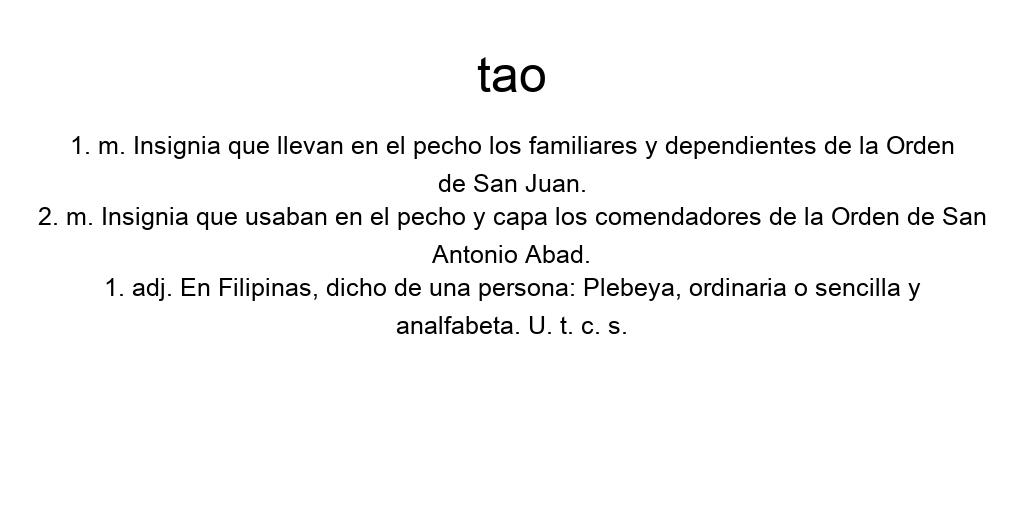 tao
1. m. Insignia que llevan en el pecho los familiares y dependientes de la Orden
de San Juan.
2. m. Insignia que usaban en el pecho y capa los comendadores de la Orden de San
Antonio Abad.
1. adj. En Filipinas, dicho de una persona: Plebeya, ordinaria o sencilla y
analfabeta. U. t. c. s.